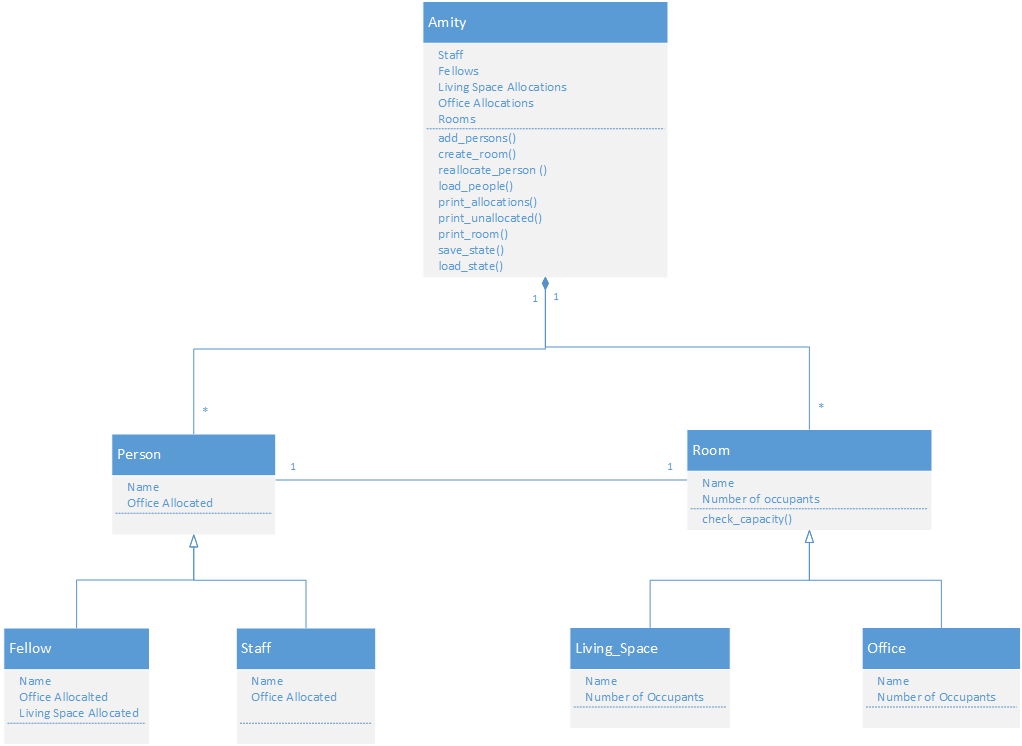 Amity
Staff
Fellows
Living Space Allocations
Office Allocations
Rooms
add_persons()
create_room()
reallocate_person ()
load_people()
print_allocations()
print_unallocated()
print_room()
save_state()
load_state()
1 1
* *
Person
Name
Office Allocated
1 1
Room
Name
Number of occupants
check_capacity()
Fellow
Name
Office Allocalted
Living Space Allocated
Staff
Name
Office Allocated
Living_Space
Name
Number of Occupants
Office
Name
Number of Occupants